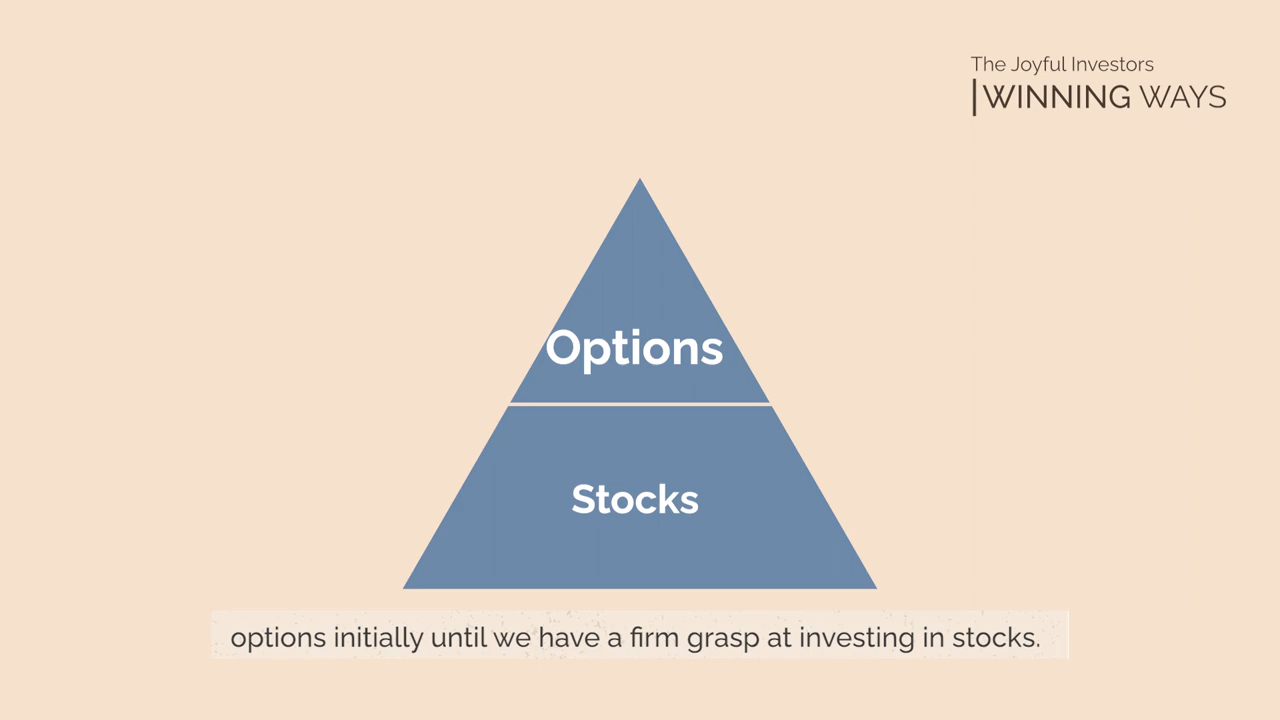 The Joyful Investors
WINNING WAYS
Options
Stocks
options initially until we have a firm grasp at investing in stocks.